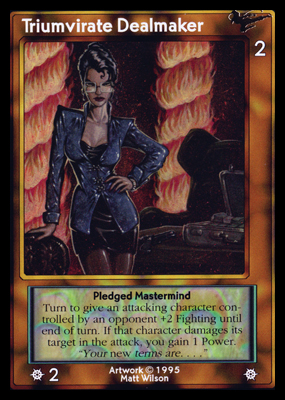 Triumvirate Dealmaker
2
Pledged Mastermind
Turn to give an attacking character con-
trolled by an opponent +2 Fighting until
end of turn. If that character damages its
target in the attack, you gain 1 Power.
"Your new terms are. . . ."
2
Artwork © 1995
Matt Wilson